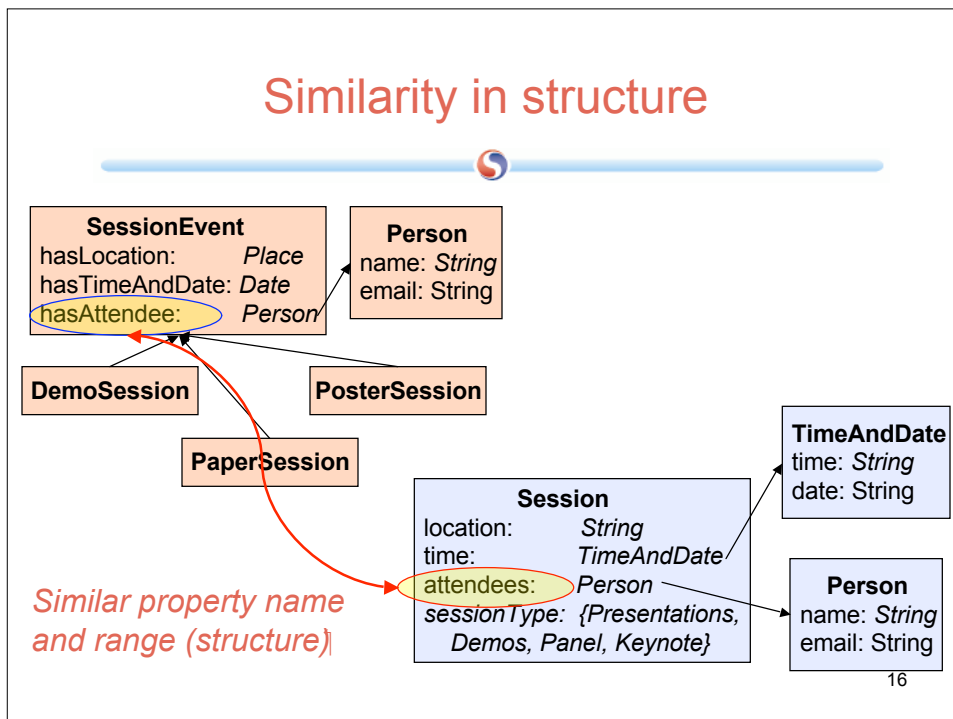 Similarity in structure
SessionEvent
hasLocation: Place
hasTimeAndDate: Date
hasAttendee: Person
Person
name: String
email: String
DemoSession
PosterSession
PaperSession
TimeAndDate
time: String
date: String
Session
location: String
time: TimeAndDate
attendees: Person
sessionType: {Presentations,
Demos, Panel, Keynote}
Person
name: String
email: String
Similar property name
and range (structure)
16